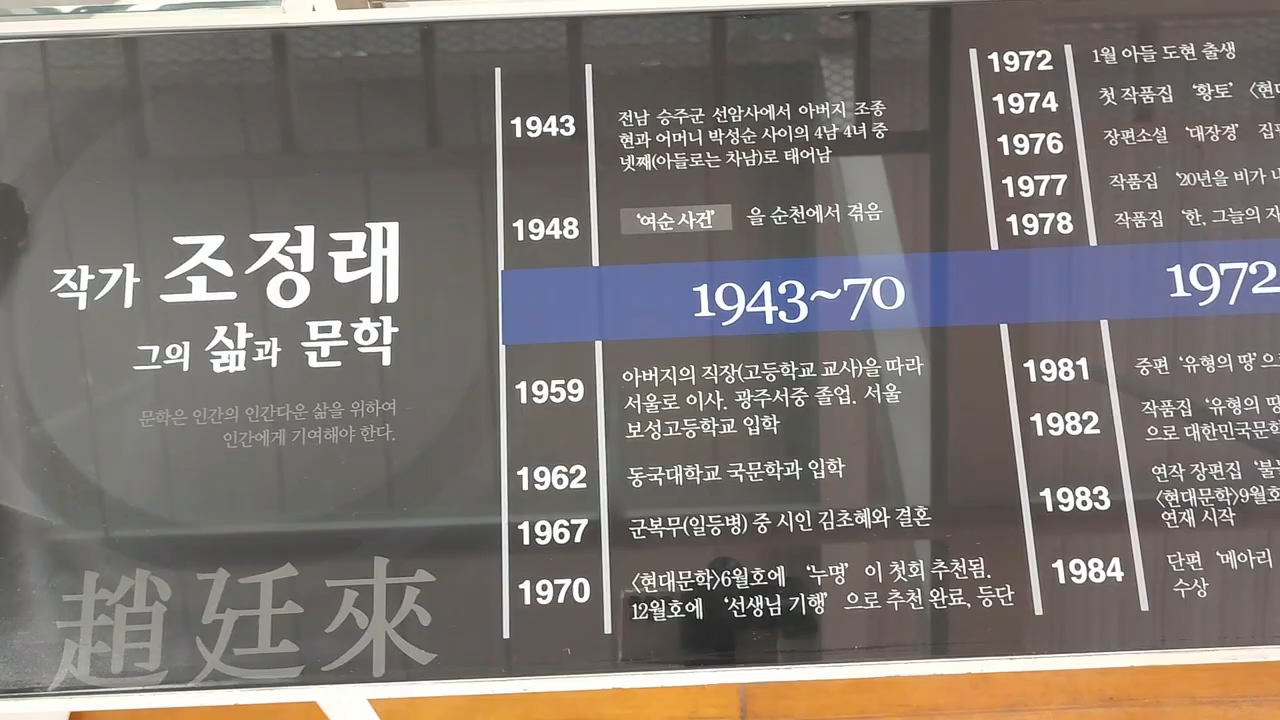 작가 조정래
그의 삶과 문학
문학은 인간의 인간다운 삶을 위하여
인간에게 기여해야 한다.
趙廷來
1943
전남 승주군 선암사에서 아버지 조종
현과 어머니 박성순 사이의 4남 4녀 중
넷째(아들로는 차남)로 태어남
1948
'여순 사건' 을 순천에서 겪음
1943~70
1959
아버지의 직장(고등학교 교사)을 따라
서울로 이사. 광주서중 졸업. 서울
보성고등학교 입학
1962
동국대학교 국문학과 입학
1967
군복무(일등병) 중 시인 김초혜와 결혼
1970
〈현대문학〉6월호에 '누명' 이 첫회 추천됨.
12월호에 '선생님 기행' 으로 추천 완료, 등단
1972
1월 아들 도현 출생
1974
첫 작품집 '황토'
1976
장편소설 '대장경'
1977
작품집 '20년을 비가
1978
작품집 '한, 그늘의
1972
1981
중편 '유형의 땅'으
1982
작품집 '유형의 땅
으로 대한민국문학
1983
연작 장편집
〈현대문학〉9월호
연재 시작
1984
단편 '메아리
수상